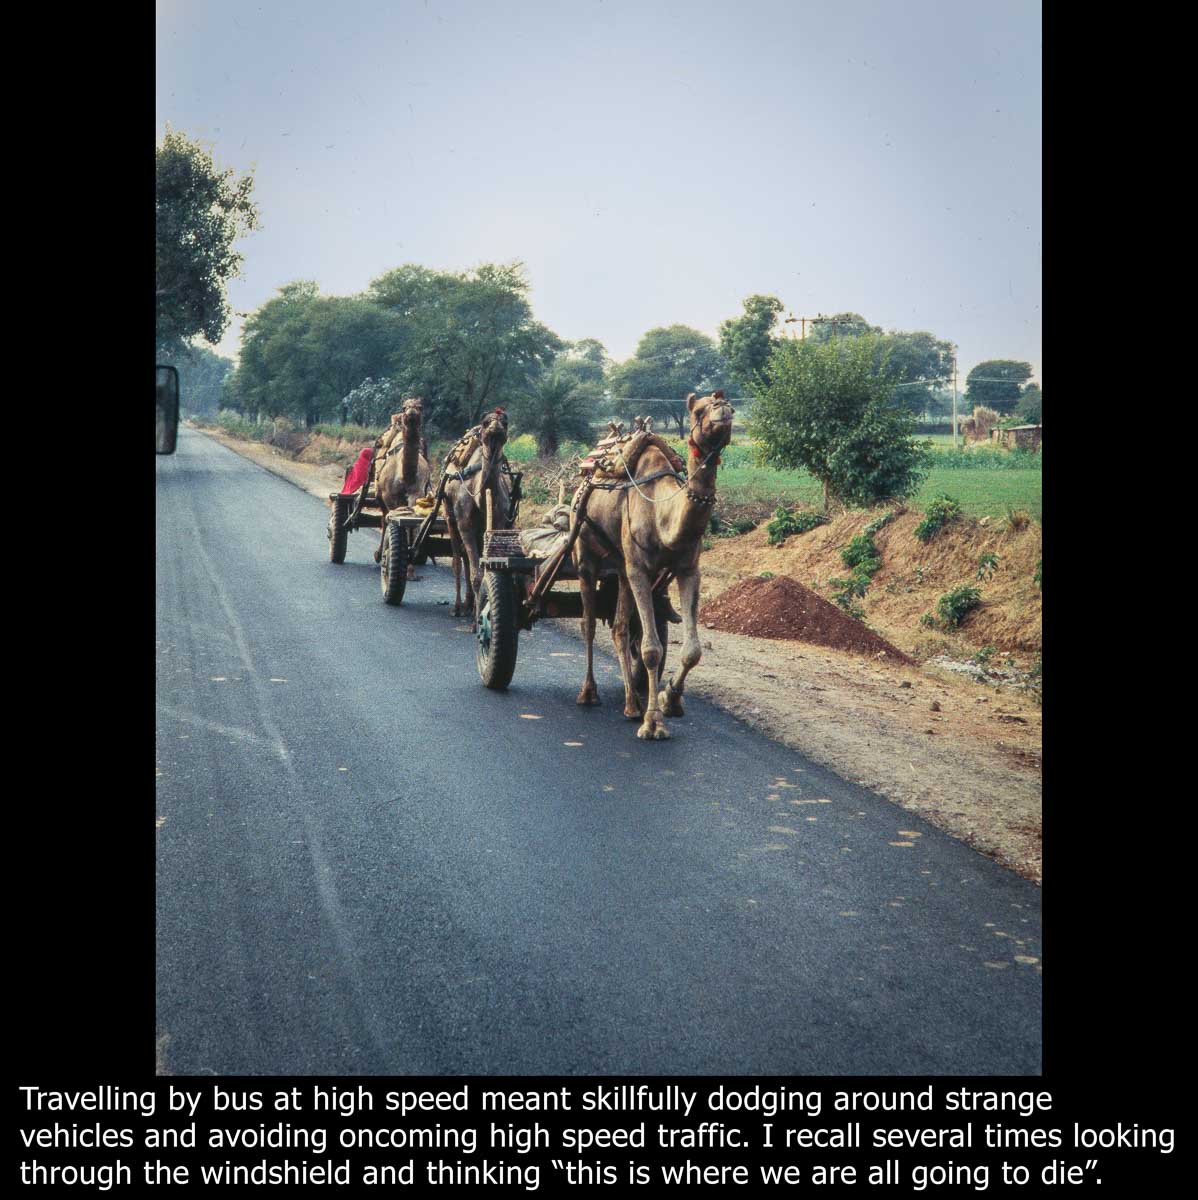 Travelling by bus at high speed meant skillfully dodging around strange
vehicles and avoiding oncoming high speed traffic. I recall several times looking
through the windshield and thinking “this is where we are all going to die”.